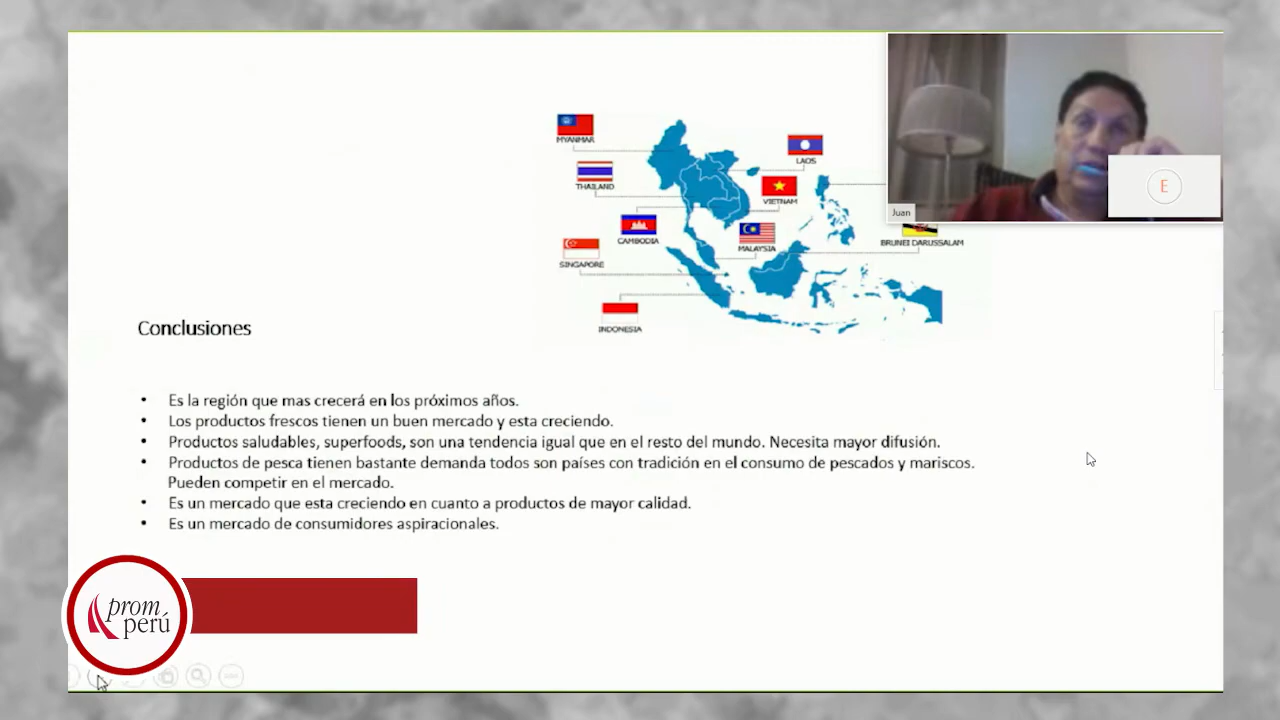 MYANMAR
LAOS
THAILAND
VIETNAM
Juan
E
CAMBODIA
MALAYSIA
BRUNEI DARUSSALAM
SINGAPORE
INDONESIA
Conclusiones
• Es la región que mas crecerá en los próximos años.
• Los productos frescos tienen un buen mercado y esta creciendo.
• Productos saludables, superfoods, son una tendencia igual que en el resto del mundo. Necesita mayor difusión.
• Productos de pesca tienen bastante demanda todos son países con tradición en el consumo de pescados y mariscos.
Pueden competir en el mercado.
• Es un mercado que esta creciendo en cuanto a productos de mayor calidad.
• Es un mercado de consumidores aspiracionales.
prom
perú